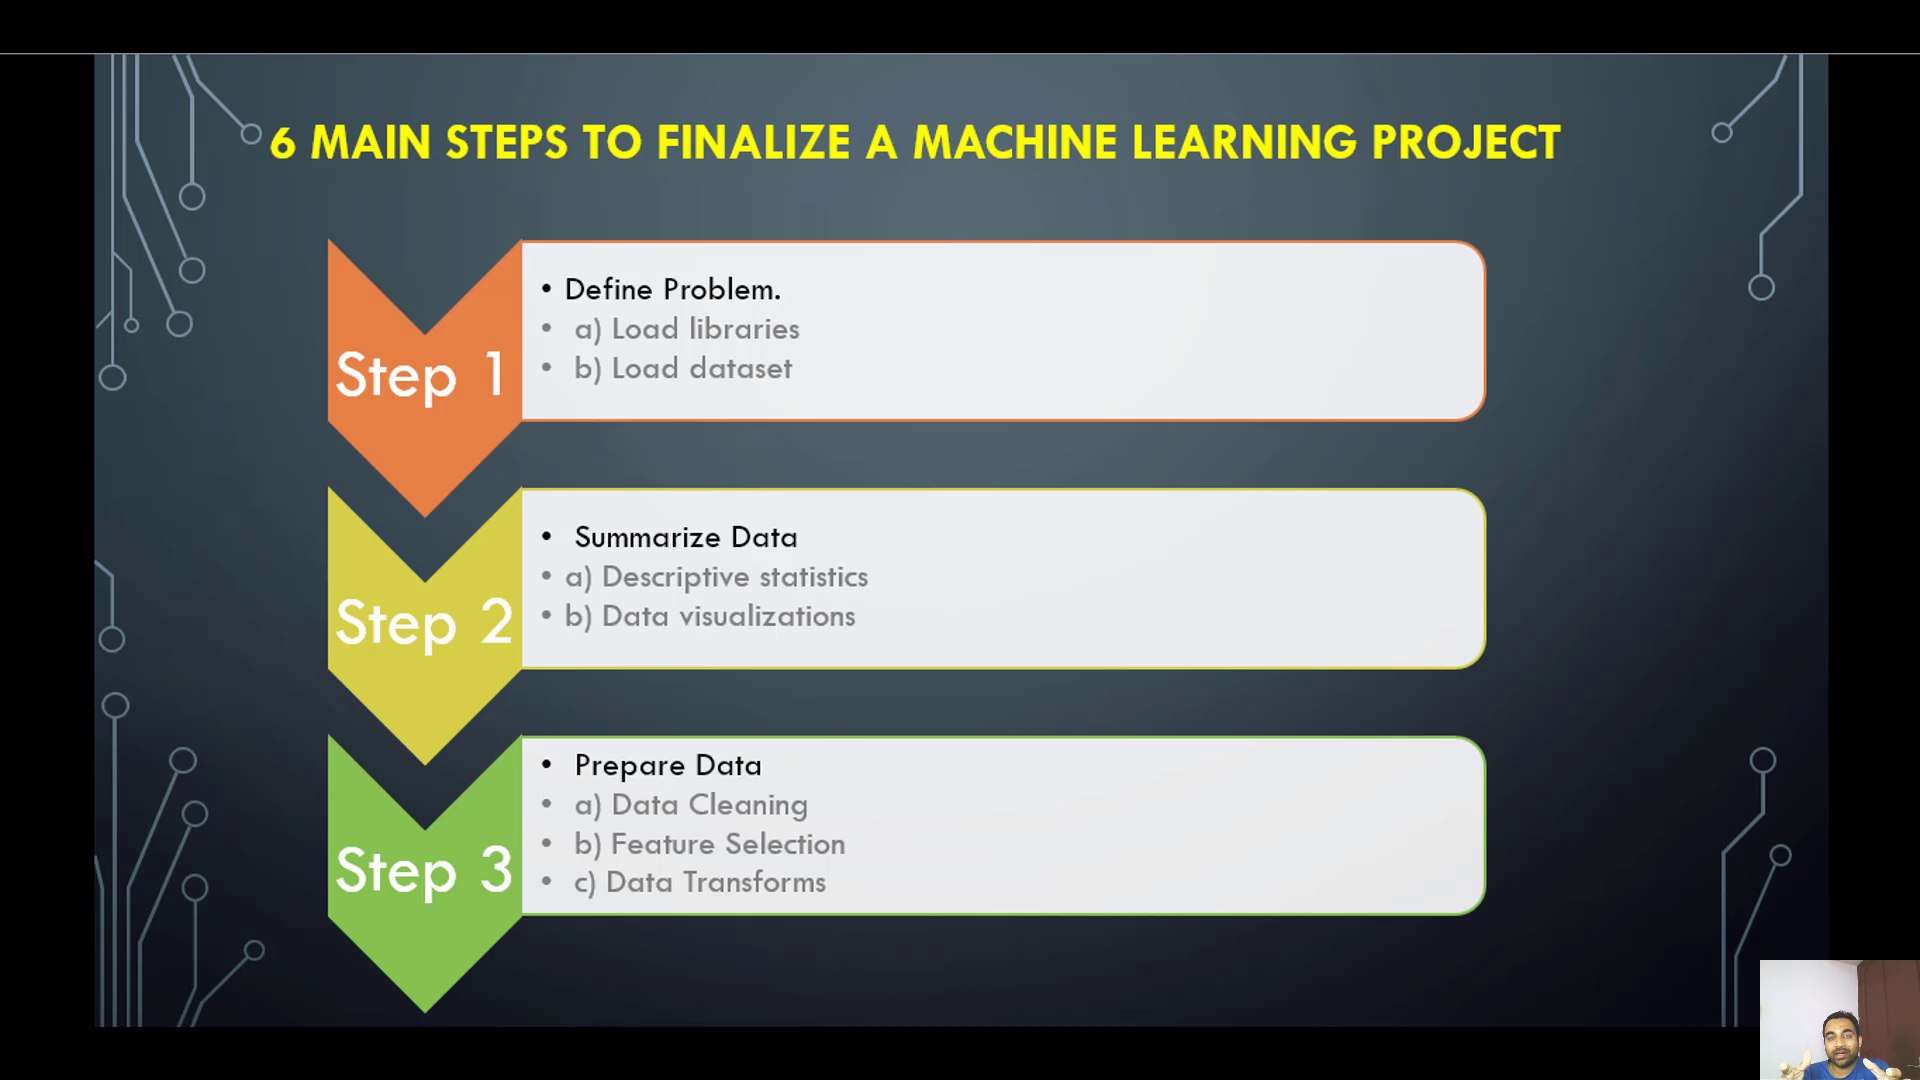 6 MAIN STEPS TO FINALIZE A MACHINE LEARNING PROJECT
Step 1
• Define Problem.
• a) Load libraries
• b) Load dataset
Step 2
• Summarize Data
• a) Descriptive statistics
• b) Data visualizations
Step 3
• Prepare Data
• a) Data Cleaning
• b) Feature Selection
• c) Data Transforms